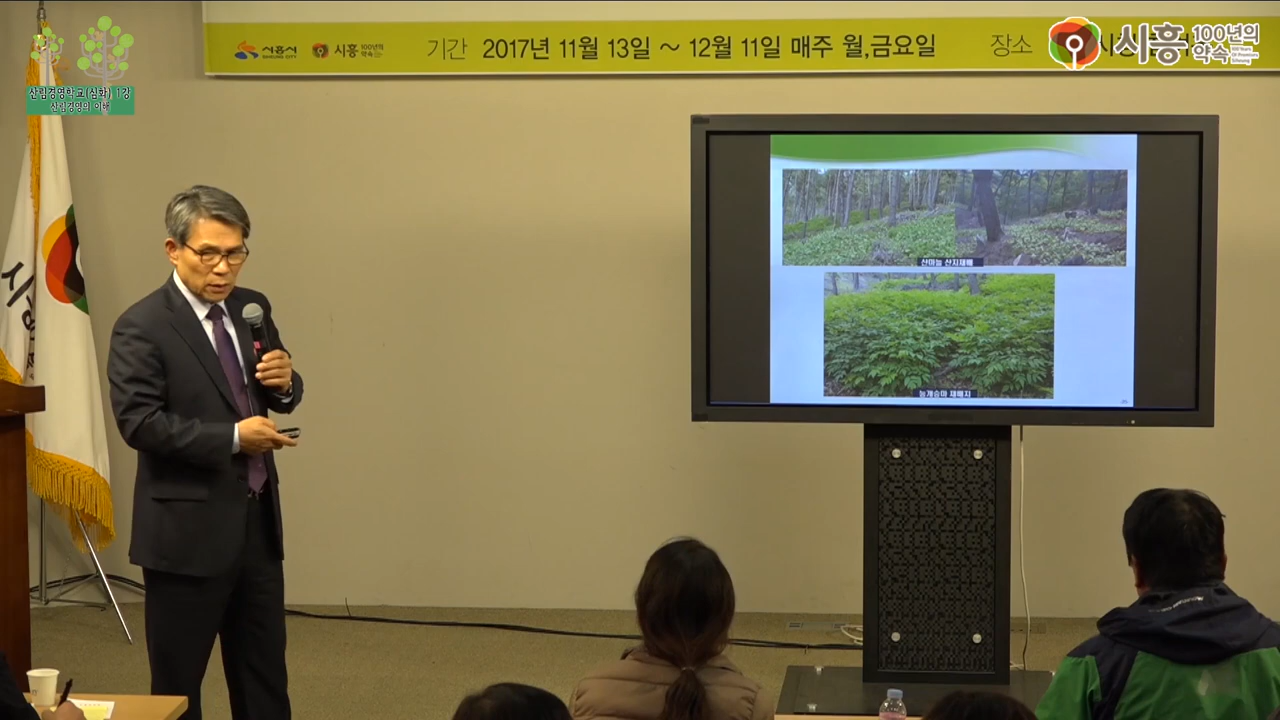 시흥시
SIHEUNG CITY
시흥 100년의
약속
기간 2017년 11월 13일 ~ 12월 11일 매주 월,금요일
장소
시흥 100년의
약속
산림경영학교(심화) 1강
산림경영의 이해
산마늘 산지재배
눈개승마 재배지